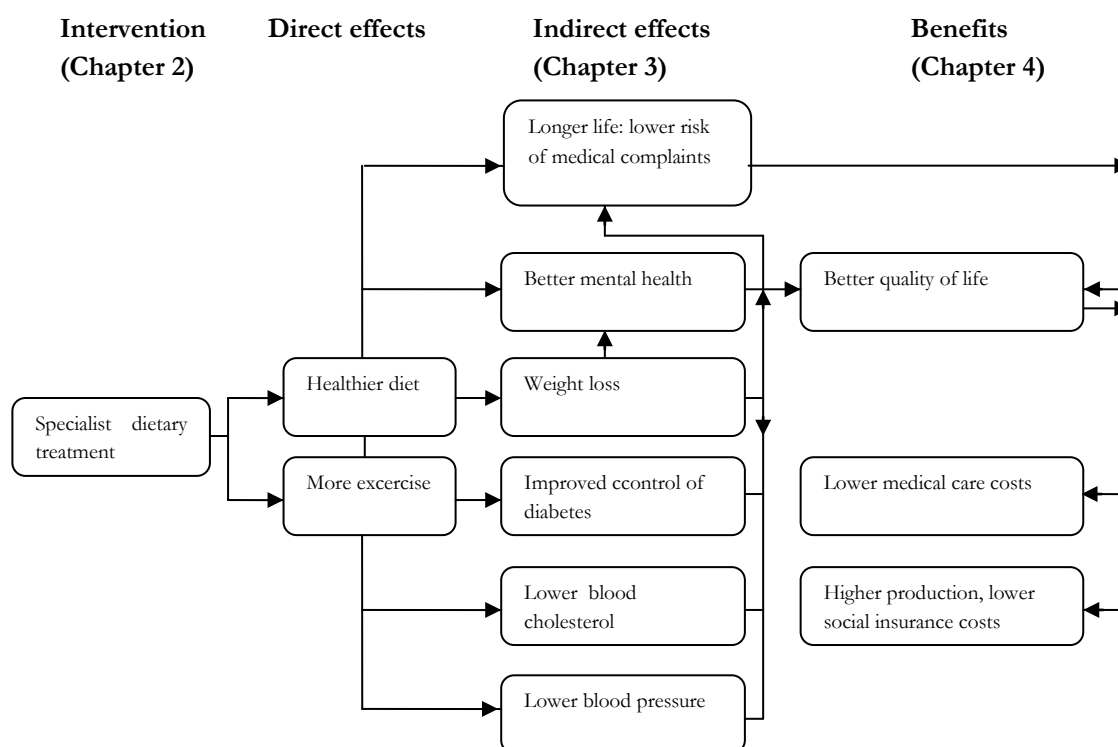 Intervention
(Chapter 2)
Direct effects
Indirect effects
(Chapter 3)
Benefits
(Chapter 4)
Longer life: lower risk
of medical complaints
Better mental health
Better quality of life
Healthier diet
Weight loss
Specialist dietary
treatment
More excercise
Improved ccontrol of
diabetes
Lower medical care costs
Lower blood
cholesterol
Higher production, lower
social insurance costs
Lower blood pressure